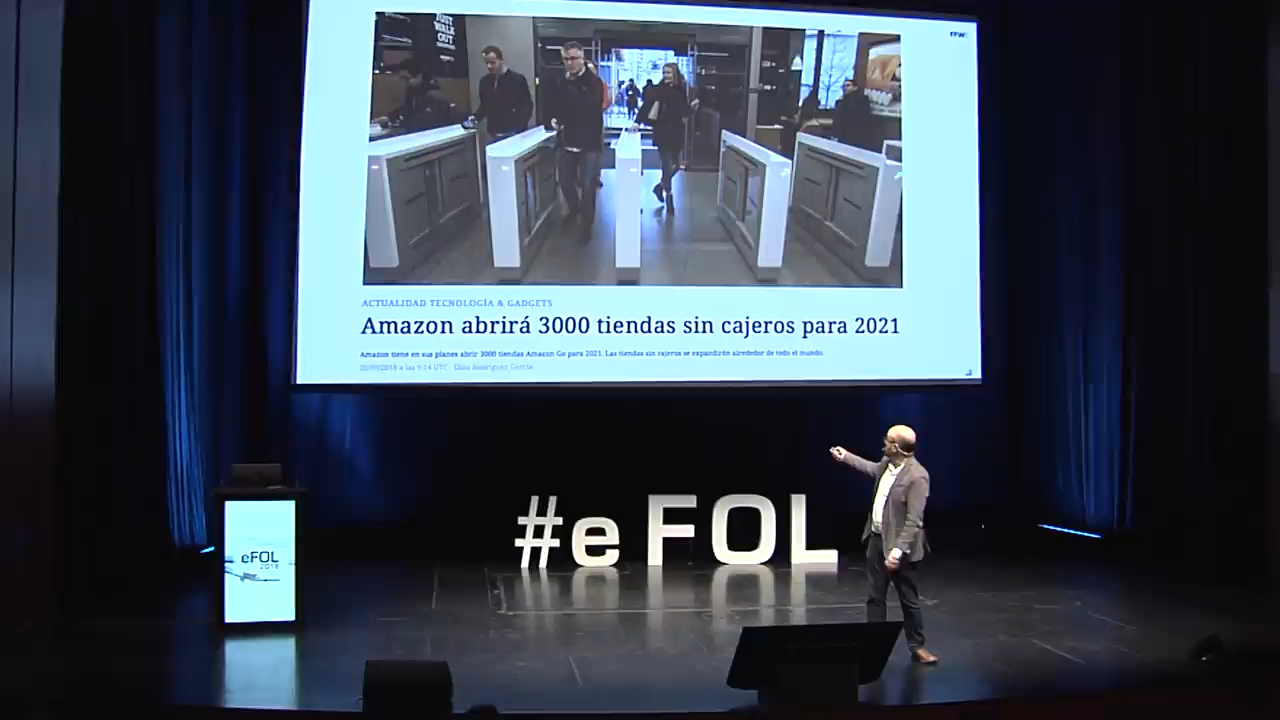 JUST
WALK
OUT
FFW
ACTUALIDAD TECNOLOGÍA & GADGETS
Amazon abrirá 3000 tiendas sin cajeros para 2021
Amazon tiene en sus planes abrir 3000 tiendas Amazon Go para 2021. Las tiendas sin cajeros se expandirán alrededor de todo el mundo.
#eFOL
eFOL
2018